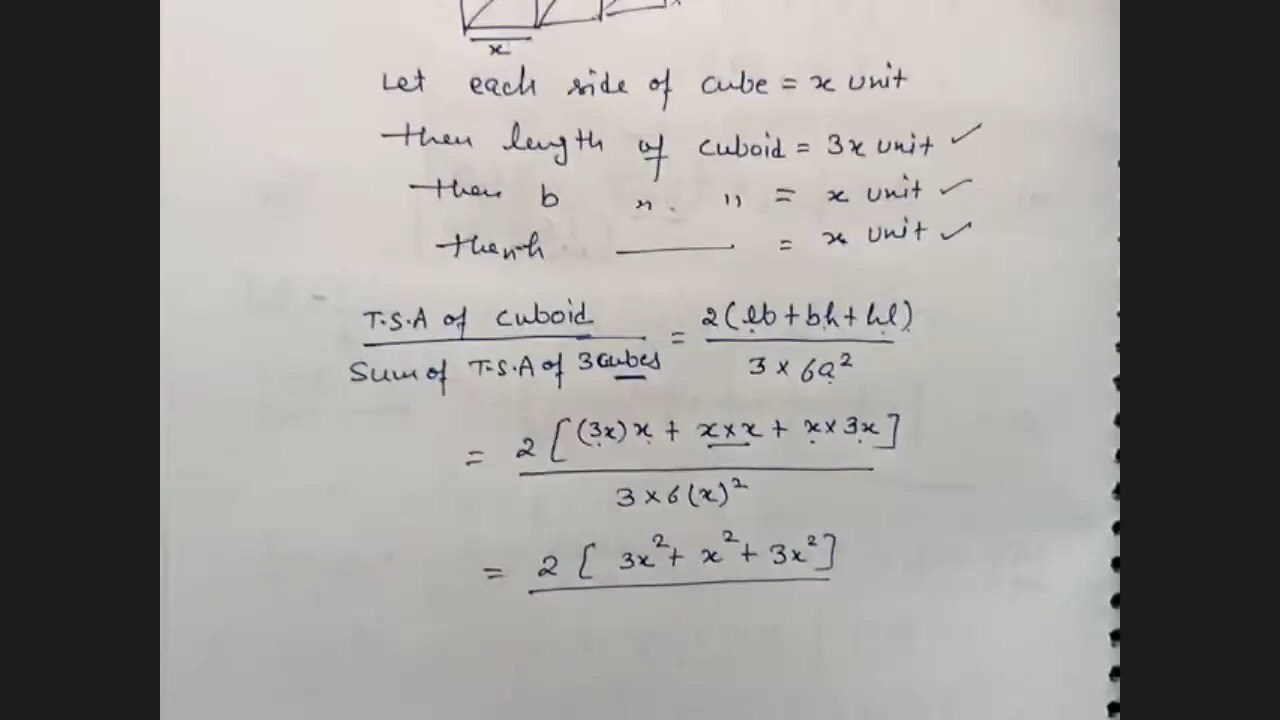 x
Let each side of cube = x unit
then length of cuboid = 3x unit ✓
then b " " = x unit ✓
then h ——— = x unit ✓
T.S.A of cuboid / Sum of T.S.A of 3 cubes = 2(lb + bh + hl) / 3 × 6a²
= 2 [(3x)x + x×x + x×3x] / 3 × 6(x)²
= 2 [ 3x² + x² + 3x²]